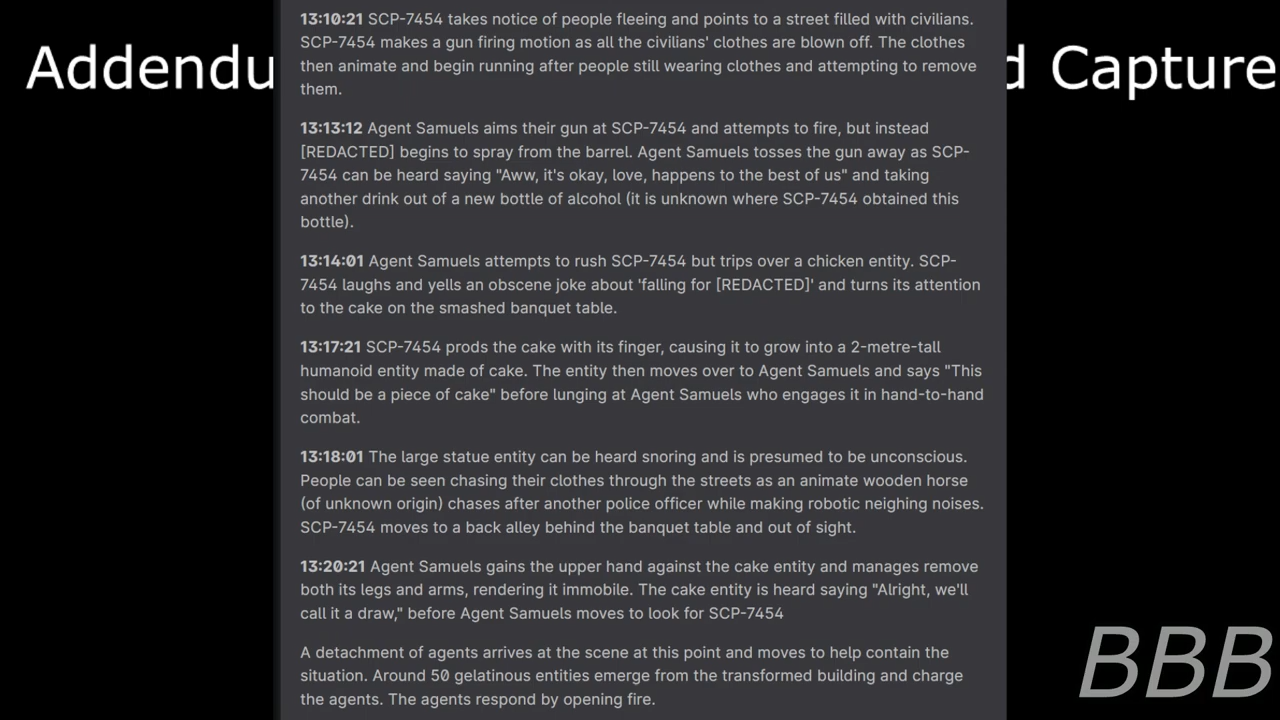 Addendu
d Capture
13:10:21 SCP-7454 takes notice of people fleeing and points to a street filled with civilians.
SCP-7454 makes a gun firing motion as all the civilians' clothes are blown off. The clothes
then animate and begin running after people still wearing clothes and attempting to remove
them.
13:13:12 Agent Samuels aims their gun at SCP-7454 and attempts to fire, but instead
[REDACTED] begins to spray from the barrel. Agent Samuels tosses the gun away as SCP-
7454 can be heard saying "Aww, it's okay, love, happens to the best of us" and taking
another drink out of a new bottle of alcohol (it is unknown where SCP-7454 obtained this
bottle).
13:14:01 Agent Samuels attempts to rush SCP-7454 but trips over a chicken entity. SCP-
7454 laughs and yells an obscene joke about 'falling for [REDACTED]' and turns its attention
to the cake on the smashed banquet table.
13:17:21 SCP-7454 prods the cake with its finger, causing it to grow into a 2-metre-tall
humanoid entity made of cake. The entity then moves over to Agent Samuels and says "This
should be a piece of cake" before lunging at Agent Samuels who engages it in hand-to-hand
combat.
13:18:01 The large statue entity can be heard snoring and is presumed to be unconscious.
People can be seen chasing their clothes through the streets as an animate wooden horse
(of unknown origin) chases after another police officer while making robotic neighing noises.
SCP-7454 moves to a back alley behind the banquet table and out of sight.
13:20:21 Agent Samuels gains the upper hand against the cake entity and manages remove
both its legs and arms, rendering it immobile. The cake entity is heard saying "Alright, we'll
call it a draw," before Agent Samuels moves to look for SCP-7454
A detachment of agents arrives at the scene at this point and moves to help contain the
situation. Around 50 gelatinous entities emerge from the transformed building and charge
the agents. The agents respond by opening fire.
BBB